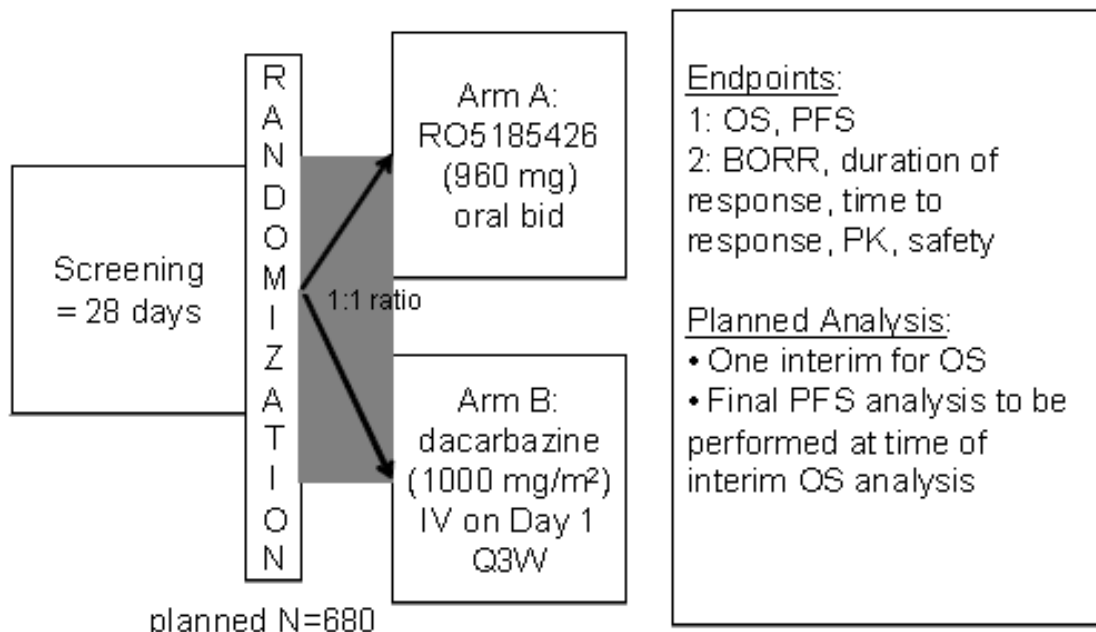 Screening
= 28 days
RANDOMIZATION
planned N=680
1:1 ratio
Arm A:
RO5185426
(960 mg)
oral bid
Arm B:
dacarbazine
(1000 mg/m²)
IV on Day 1
Q3W
Endpoints:
1: OS, PFS
2: BORR, duration of
response, time to
response, PK, safety
Planned Analysis:
• One interim for OS
• Final PFS analysis to be
performed at time of
interim OS analysis